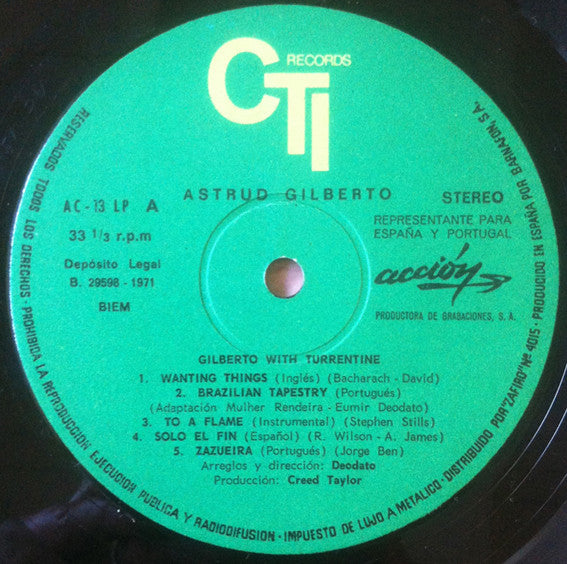 RECORDS
CTI
ASTRUD GILBERTO
AC-13 LP A
33 1/3 r.p.m
Depósito Legal
B. 29598-1971
BIEM
STEREO
REPRESENTANTE PARA
ESPAÑA Y PORTUGAL
acción
PRODUCTORA DE GRABACIONES, S. A.
GILBERTO WITH TURRENTINE
1. WANTING THINGS (Inglés) (Bacharach - David)
2. BRAZILIAN TAPESTRY (Portugués)
(Adaptación Mulher Rendeira - Eumir Deodato)
3. TO A FLAME (Instrumental) (Stephen Stills)
4. SOLO EL FIN (Español) (R. Wilson - A. James)
5. ZAZUEIRA (Portugués) (Jorge Ben)
Arreglos y dirección: Deodato
Producción: Creed Taylor
RESERVADOS TODOS LOS DERECHOS · PROHIBIDA LA REPRODUCCION EJECUCION PUBLICA Y RADIODIFUSION · IMPUESTO DE LUJO A METALICO · DISTRIBUIDO POR "ZAFIRO" Nº 4015 · PRODUCIDO EN ESPAÑA POR BARNAFON, S.A.